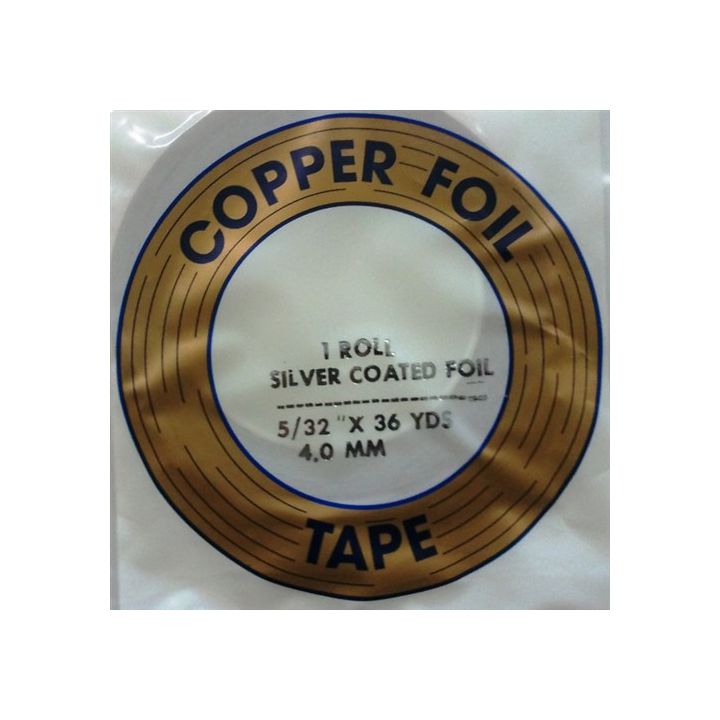 COPPER FOIL
1 ROLL
SILVER COATED FOIL
5/32 "X 36 YDS
4.0 MM
TAPE